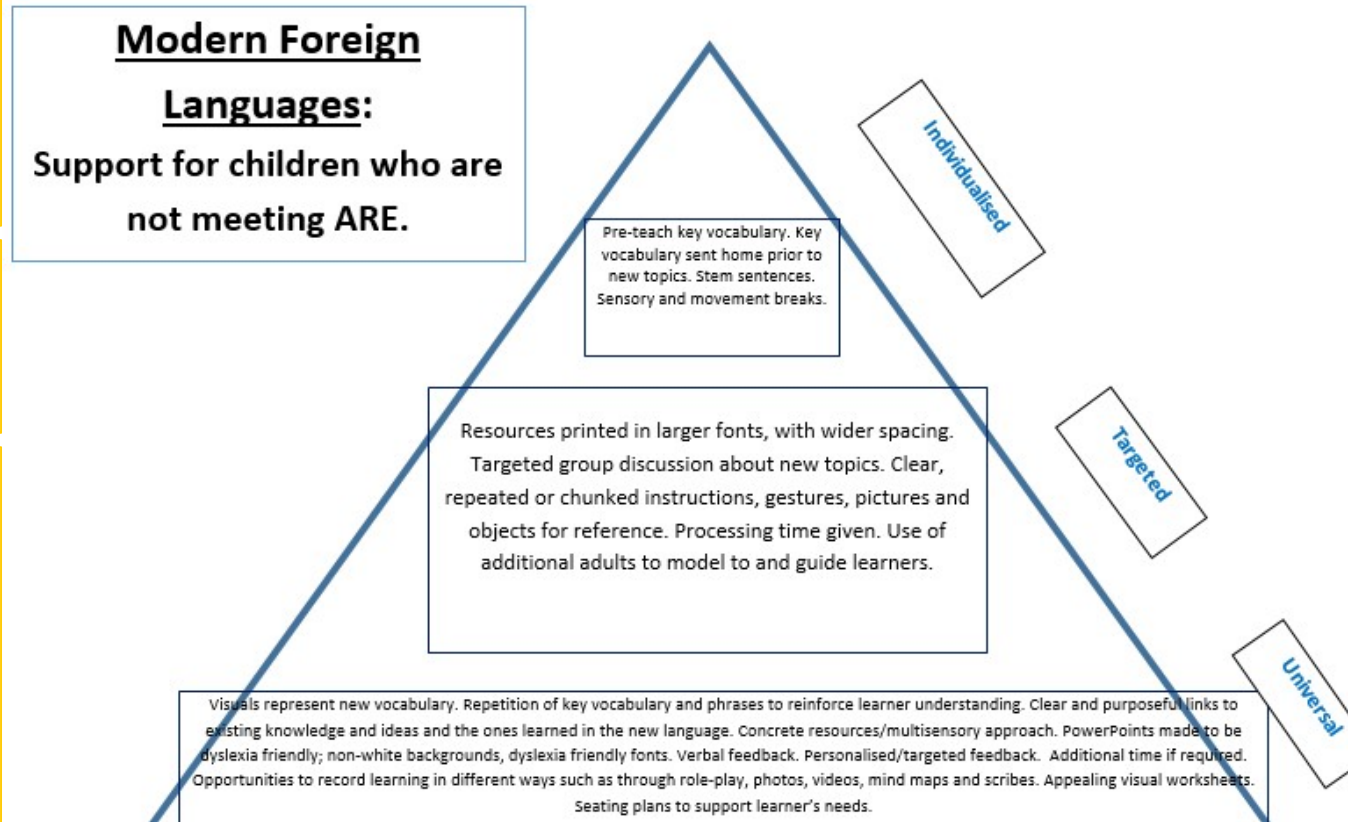 Modern Foreign
Languages:
Support for children who are
not meeting ARE.
Individualised
Pre-teach key vocabulary. Key
vocabulary sent home prior to
new topics. Stem sentences.
Sensory and movement breaks.
Targeted
Resources printed in larger fonts, with wider spacing.
Targeted group discussion about new topics. Clear,
repeated or chunked instructions, gestures, pictures and
objects for reference. Processing time given. Use of
additional adults to model to and guide learners.
Universal
Visuals represent new vocabulary. Repetition of key vocabulary and phrases to reinforce learner understanding. Clear and purposeful links to
existing knowledge and ideas and the ones learned in the new language. Concrete resources/multisensory approach. PowerPoints made to be
dyslexia friendly; non-white backgrounds, dyslexia friendly fonts. Verbal feedback. Personalised/targeted feedback. Additional time if required.
Opportunities to record learning in different ways such as through role-play, photos, videos, mind maps and scribes. Appealing visual worksheets.
Seating plans to support learner's needs.